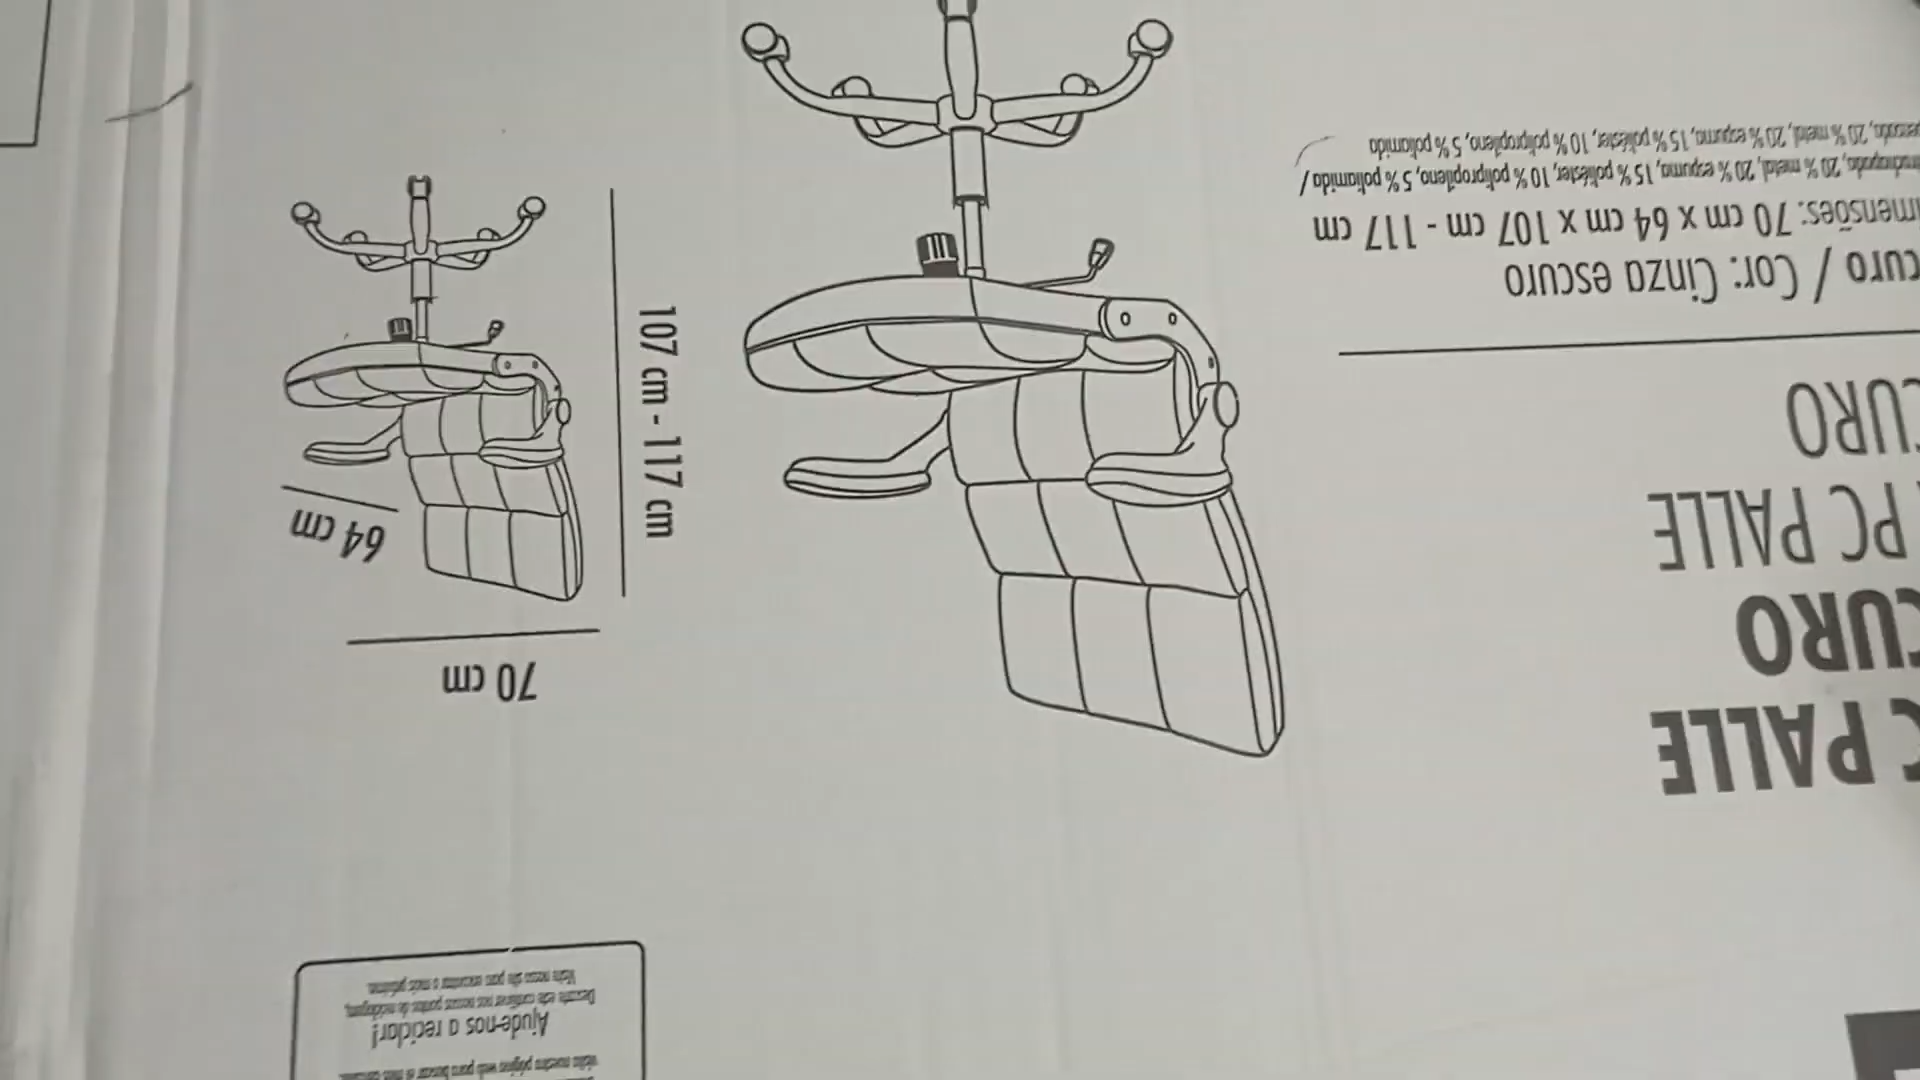 PALLE
CURO
PC PALLE
CURO
curo / Cor: Cinza escuro
imensões: 70 cm x 64 cm x 107 cm - 117 cm
20 % metal, 20 % espuma, 15 % poliéster, 10 % polipropileno, 5 % poliamida /
20 % metal, 20 % espuma, 15 % poliéster, 10 % polipropileno, 5 % poliamida
70 cm
64 cm
107 cm - 117 cm
Ajude-nos a reciclar!